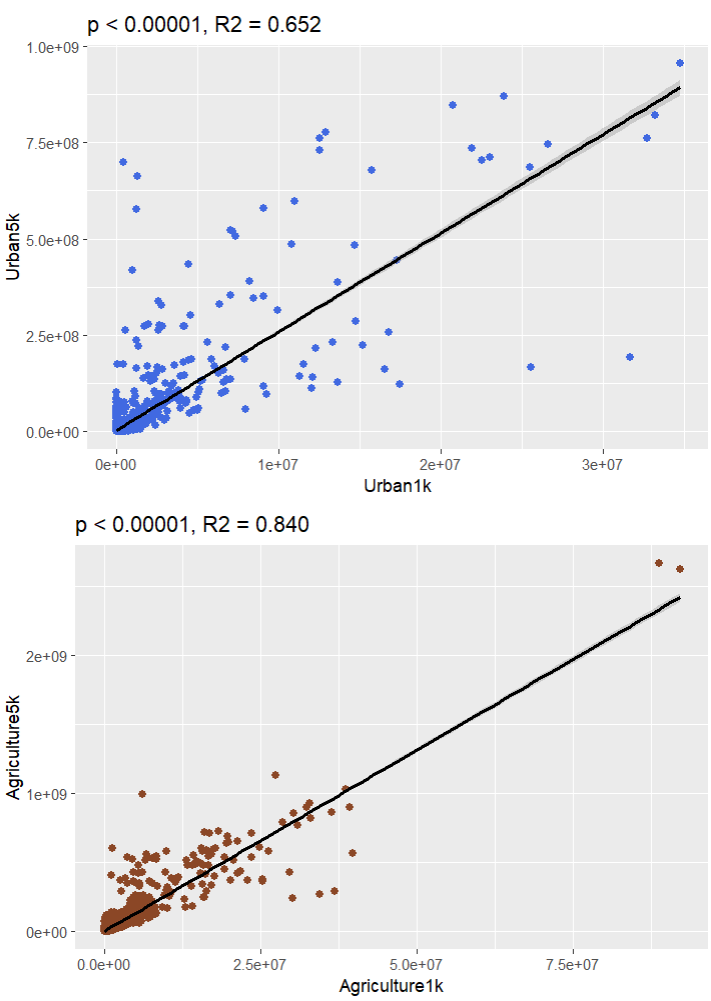 p < 0.00001, R2 = 0.652
1.0e+09
7.5e+08
5.0e+08
2.5e+08
0.0e+00
Urban5k
0e+00 1e+07 2e+07 3e+07
Urban1k
p < 0.00001, R2 = 0.840
2e+09
1e+09
0e+00
Agriculture5k
0.0e+00 2.5e+07 5.0e+07 7.5e+07
Agriculture1k